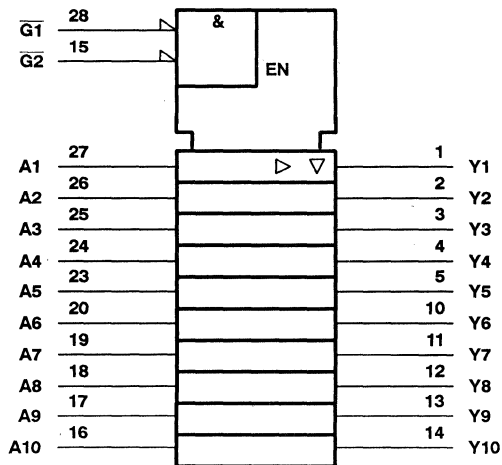 28 &
G1
15
G2
EN
27 1
A1 Y1
26 2
A2 Y2
25 3
A3 Y3
24 4
A4 Y4
23 5
A5 Y5
20 10
A6 Y6
19 11
A7 Y7
18 12
A8 Y8
17 13
A9 Y9
16 14
A10 Y10